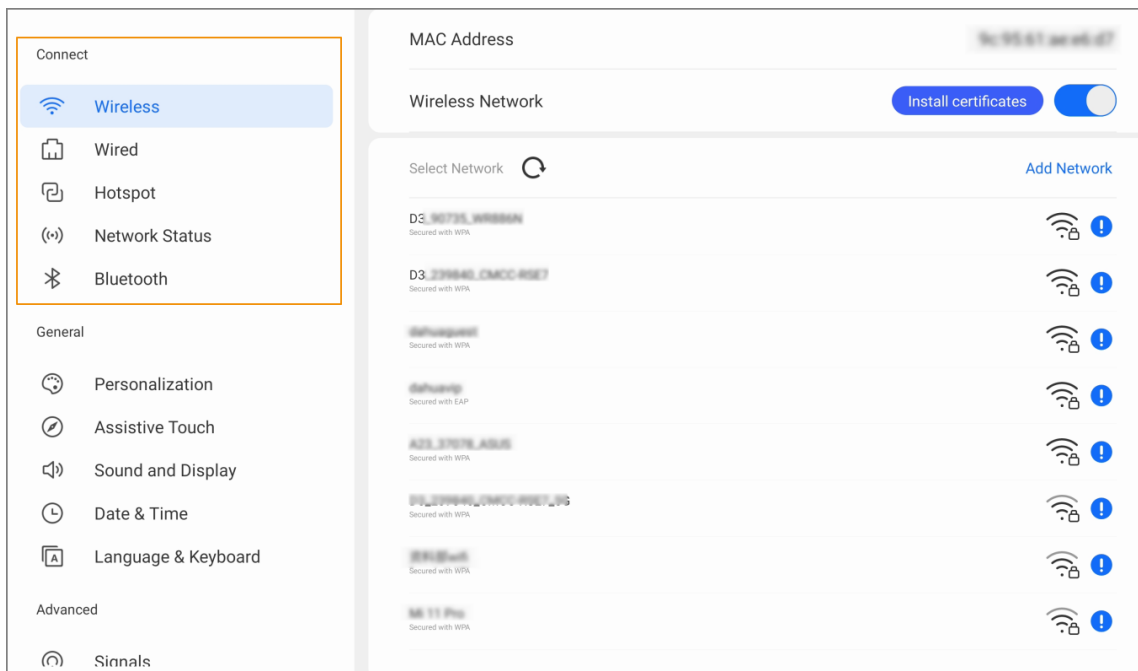 Connect
Wireless
Wired
Hotspot
Network Status
Bluetooth
General
Personalization
Assistive Touch
Sound and Display
Date & Time
Language & Keyboard
Advanced
Signals
MAC Address
Wireless Network
Install certificates
Select Network
Add Network
D3
Secured with WPA
D3
Secured with WPA
Secured with WPA
Secured with EAP
Secured with WPA
Secured with WPA
Secured with WPA
Secured with WPA